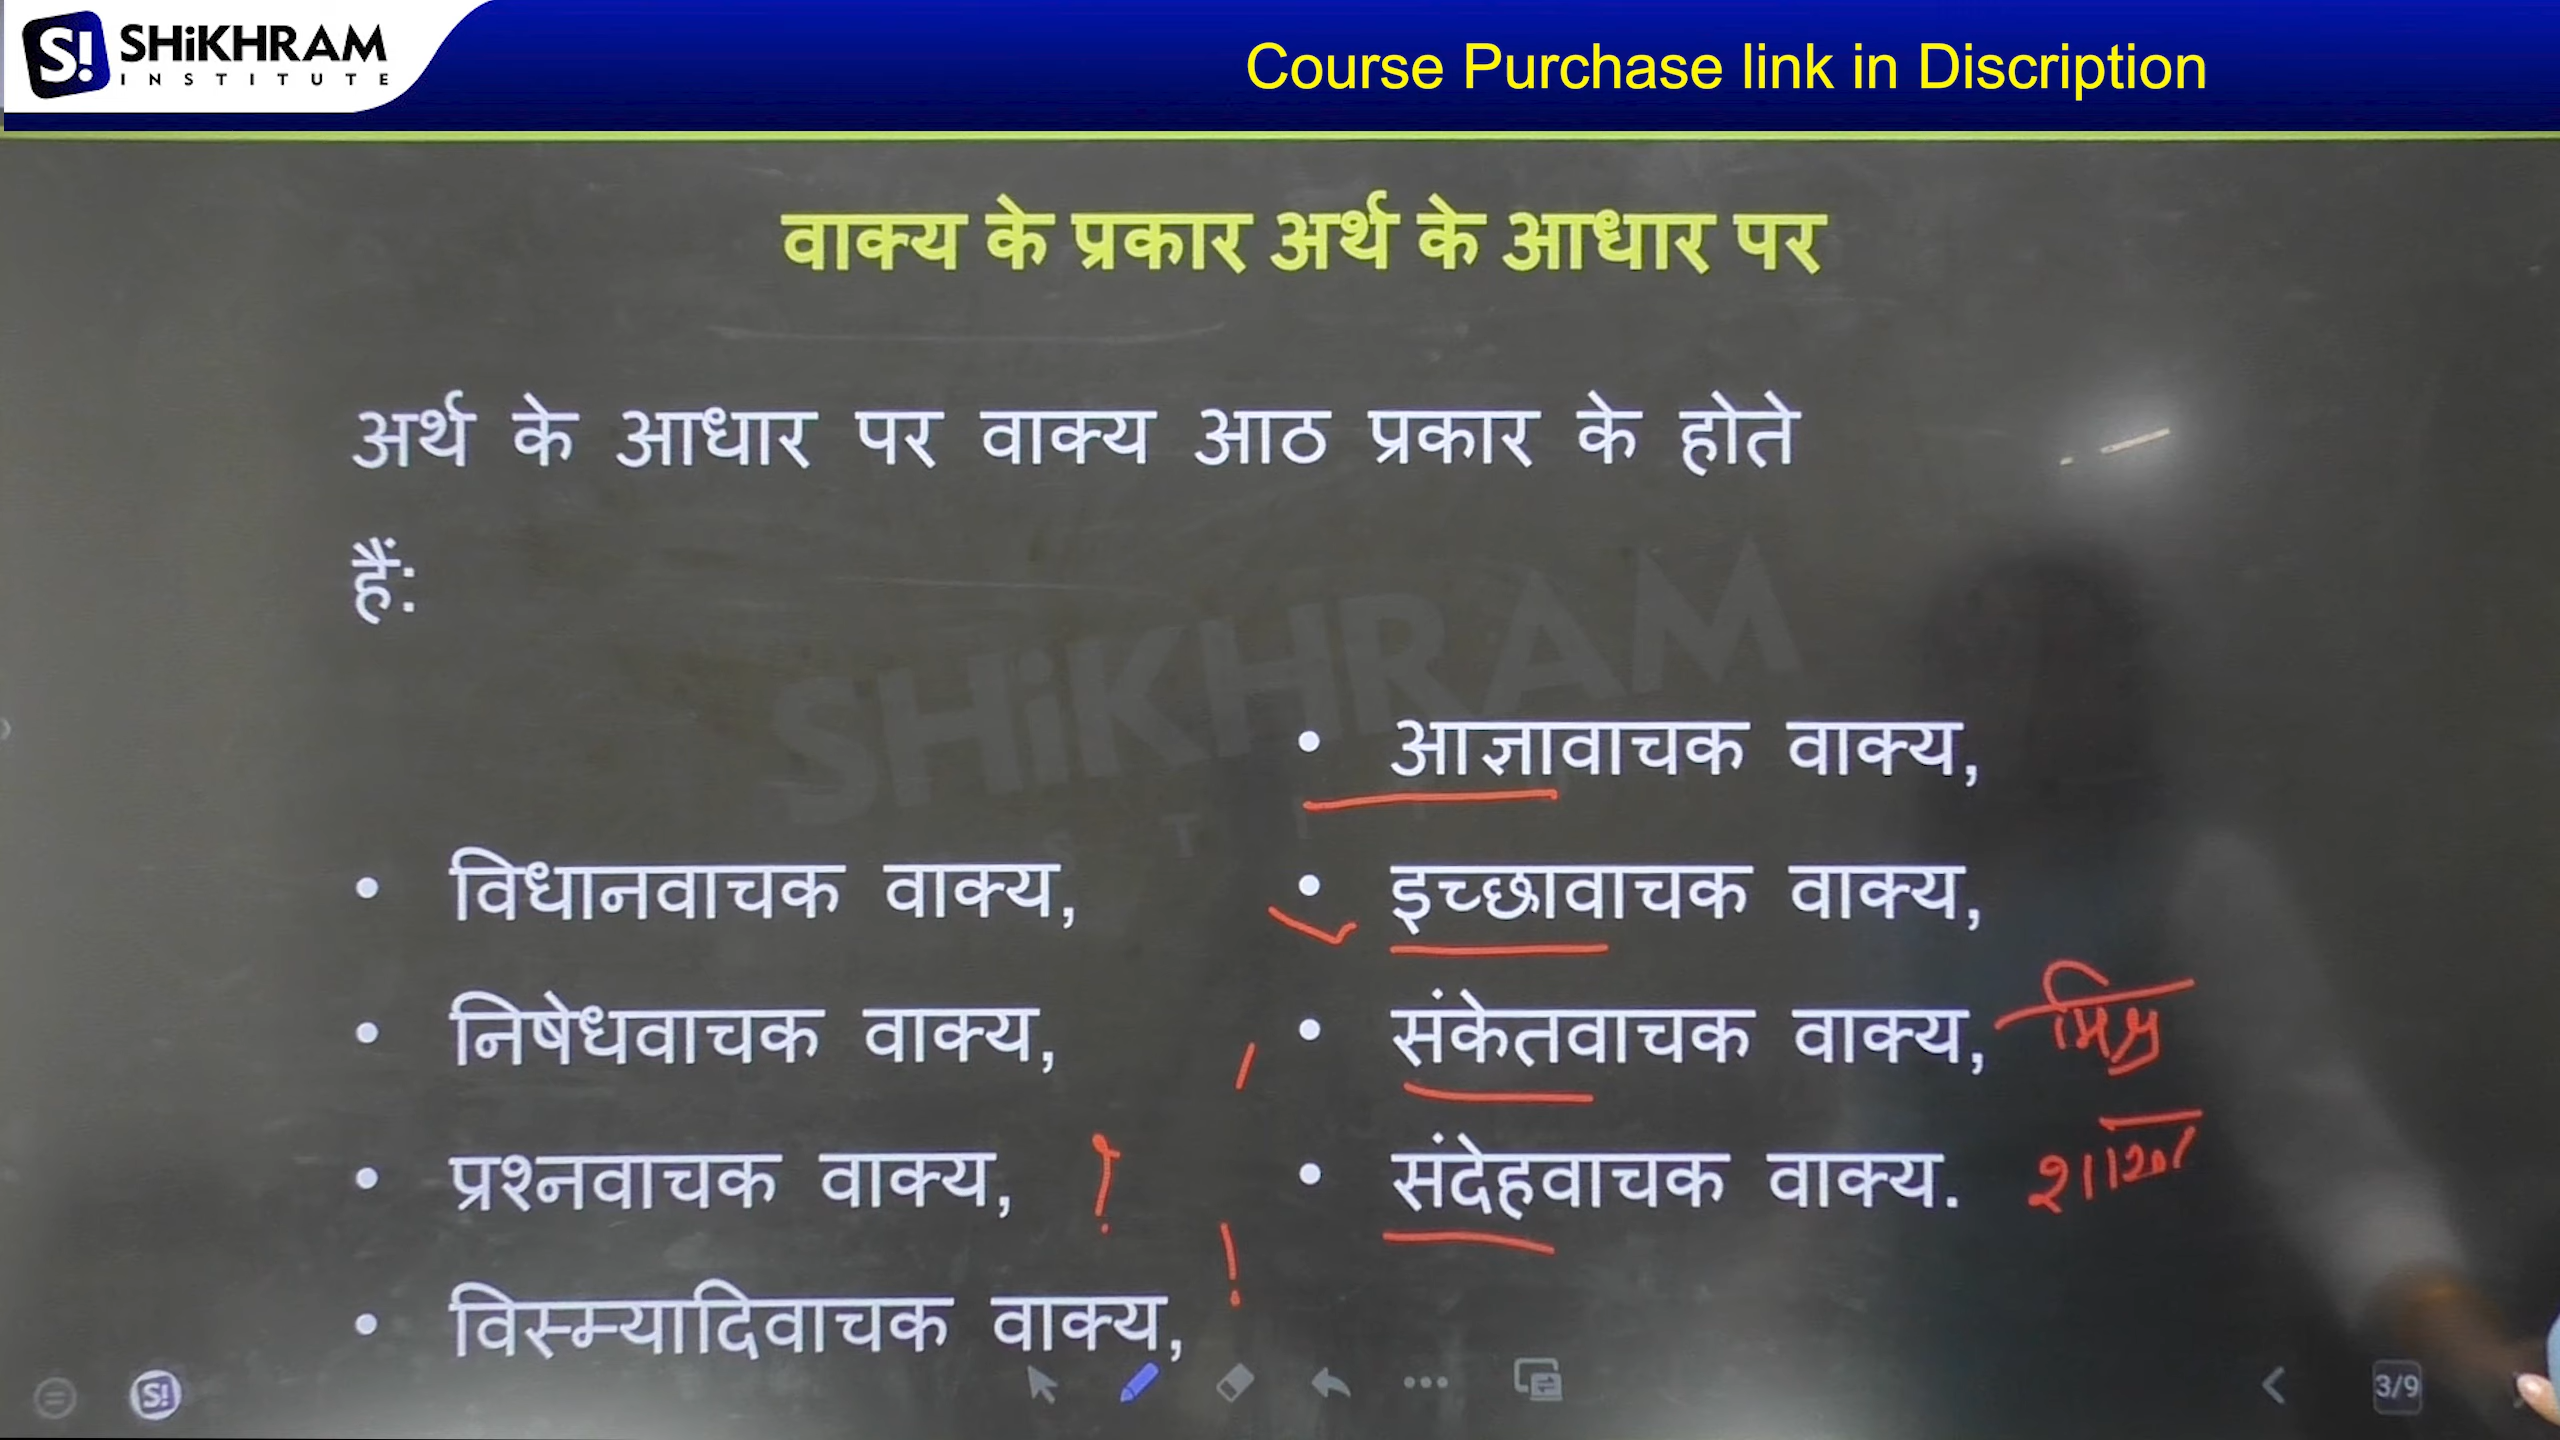 S! SHiKHRAM
INSTITUTE
Course Purchase link in Discription
वाक्य के प्रकार अर्थ के आधार पर
अर्थ के आधार पर वाक्य आठ प्रकार के होते
हैं:
SHiKHRAM
• विधानवाचक वाक्य,
• निषेधवाचक वाक्य,
• प्रश्नवाचक वाक्य, ?
• विस्म्यादिवाचक वाक्य, !
• आज्ञावाचक वाक्य,
• इच्छावाचक वाक्य,
• संकेतवाचक वाक्य, मिश्र
• संदेहवाचक वाक्य.
S!
3/9